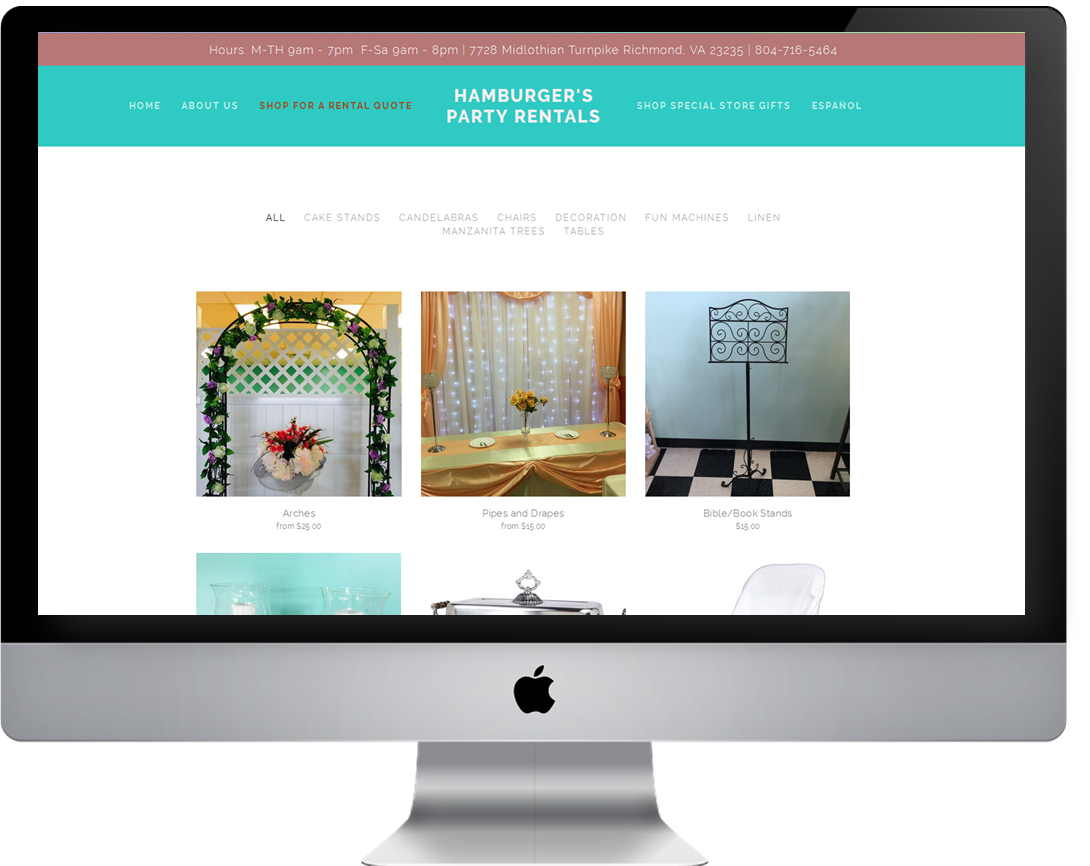 Hours: M-TH 9am - 7pm  F-Sa 9am - 8pm | 7728 Midlothian Turnpike Richmond, VA 23235 | 804-716-5464
HOME ABOUT US SHOP FOR A RENTAL QUOTE
HAMBURGER'S
PARTY RENTALS
SHOP SPECIAL STORE GIFTS ESPAÑOL
ALL CAKE STANDS CANDELABRAS CHAIRS DECORATION FUN MACHINES LINEN
MANZANITA TREES TABLES
Arches
from $25.00
Pipes and Drapes
from $15.00
Bible/Book Stands
$15.00